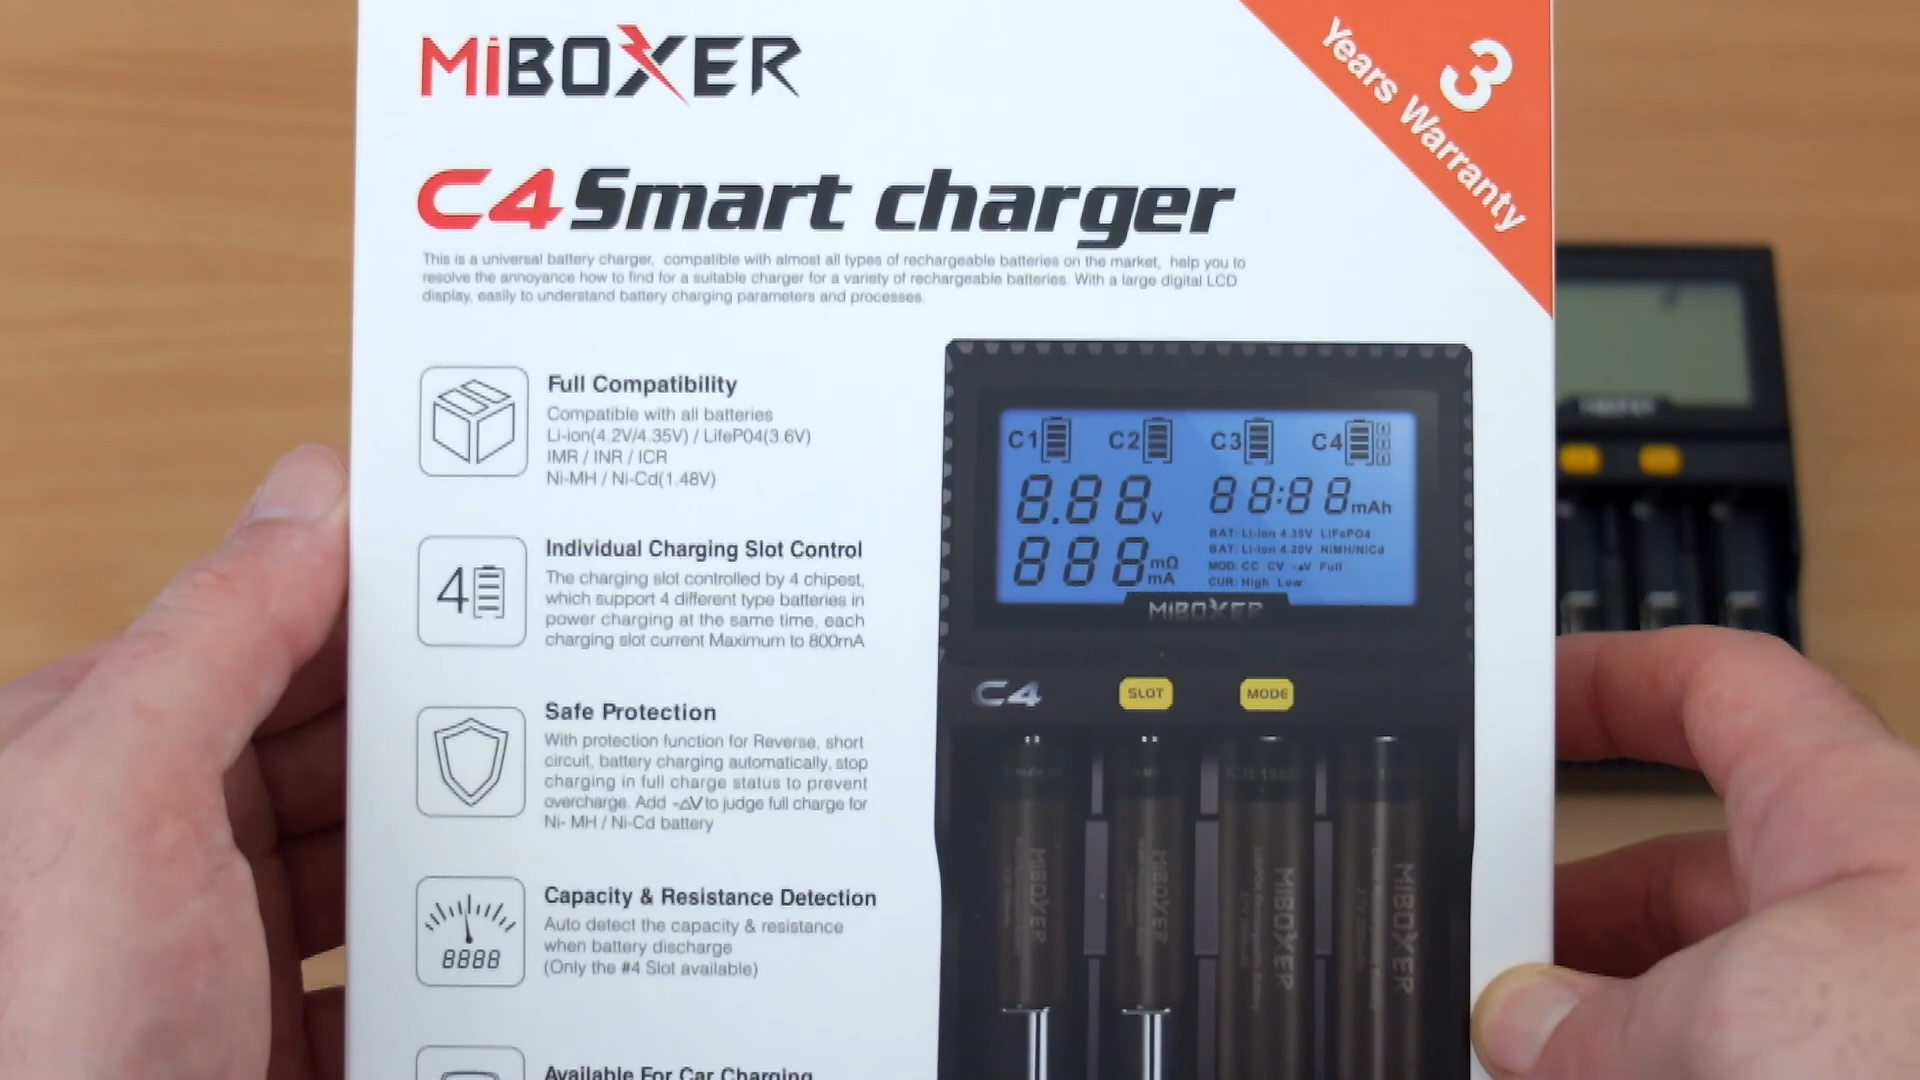 MiBOXER
3
Years Warranty
C4 Smart charger
This is a universal battery charger, compatible with almost all types of rechargeable batteries on the market, help you to
resolve the annoyance how to find for a suitable charger for a variety of rechargeable batteries. With a large digital LCD
display, easily to understand battery charging parameters and processes.
Full Compatibility
Compatible with all batteries
Li-ion(4.2V/4.35V) / LifeP04(3.6V)
IMR / INR / ICR
Ni-MH / Ni-Cd(1.48V)
Individual Charging Slot Control
4
The charging slot controlled by 4 chipest,
which support 4 different type batteries in
power charging at the same time, each
charging slot current Maximum to 800mA
Safe Protection
With protection function for Reverse, short
circuit, battery charging automatically, stop
charging in full charge status to prevent
overcharge. Add -△V to judge full charge for
Ni- MH / Ni-Cd battery
Capacity & Resistance Detection
8888
Auto detect the capacity & resistance
when battery discharge
(Only the #4 Slot available)
Available For Car Charging
C1 C2 C3 C4
8.88V 88:88mAh
888mΩ mA
BAT: Li-ion 4.35V LiFePO4
BAT: Li-ion 4.20V NiMH/NiCd
MOD: CC CV -△V Full
CUR: High Low
MIBOXER
C4 SLOT MODE
MIBOXER MIBOXER MIBOXER MIBOXER